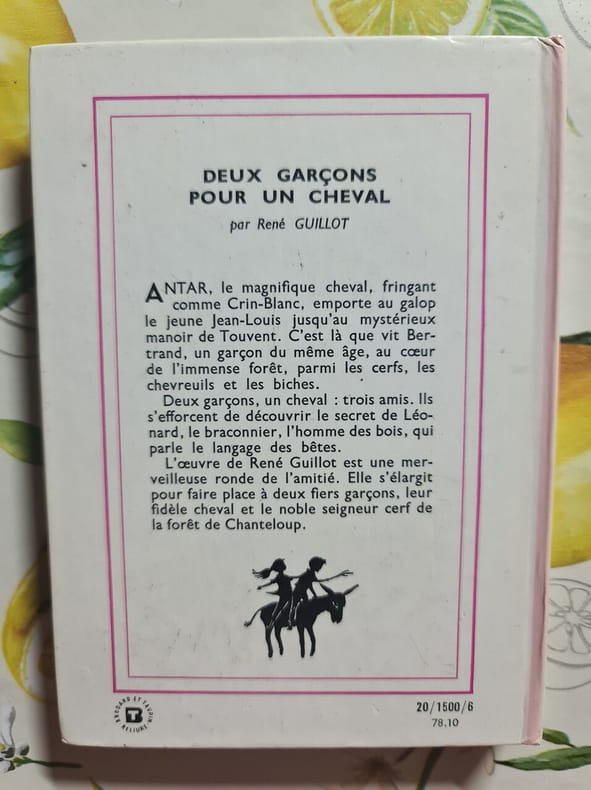 DEUX GARÇONS
POUR UN CHEVAL
par René GUILLOT
ANTAR, le magnifique cheval, fringant
comme Crin-Blanc, emporte au galop
le jeune Jean-Louis jusqu'au mystérieux
manoir de Touvent. C'est là que vit Ber-
trand, un garçon du même âge, au cœur
de l'immense forêt, parmi les cerfs, les
chevreuils et les biches.
Deux garçons, un cheval : trois amis. Ils
s'efforcent de découvrir le secret de Léo-
nard, le braconnier, l'homme des bois, qui
parle le langage des bêtes.
L'œuvre de René Guillot est une mer-
veilleuse ronde de l'amitié. Elle s'élargit
pour faire place à deux fiers garçons, leur
fidèle cheval et le noble seigneur cerf de
la forêt de Chanteloup.
BRODARD ET TAUPIN
RELIURE
BT
20/1500/6
78.10